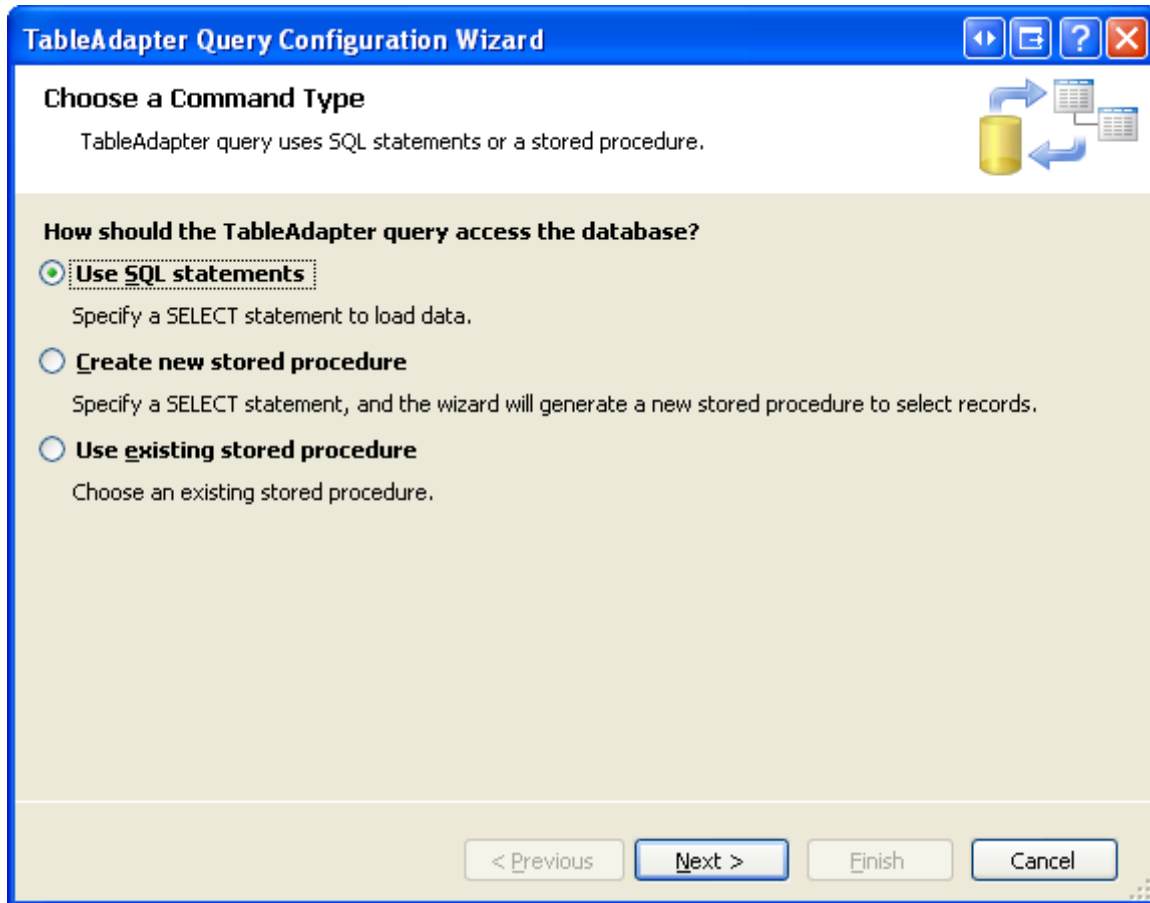 TableAdapter Query Configuration Wizard
Choose a Command Type
TableAdapter query uses SQL statements or a stored procedure.
How should the TableAdapter query access the database?
Use SQL statements
Specify a SELECT statement to load data.
Create new stored procedure
Specify a SELECT statement, and the wizard will generate a new stored procedure to select records.
Use existing stored procedure
Choose an existing stored procedure.
< Previous Next > Finish Cancel